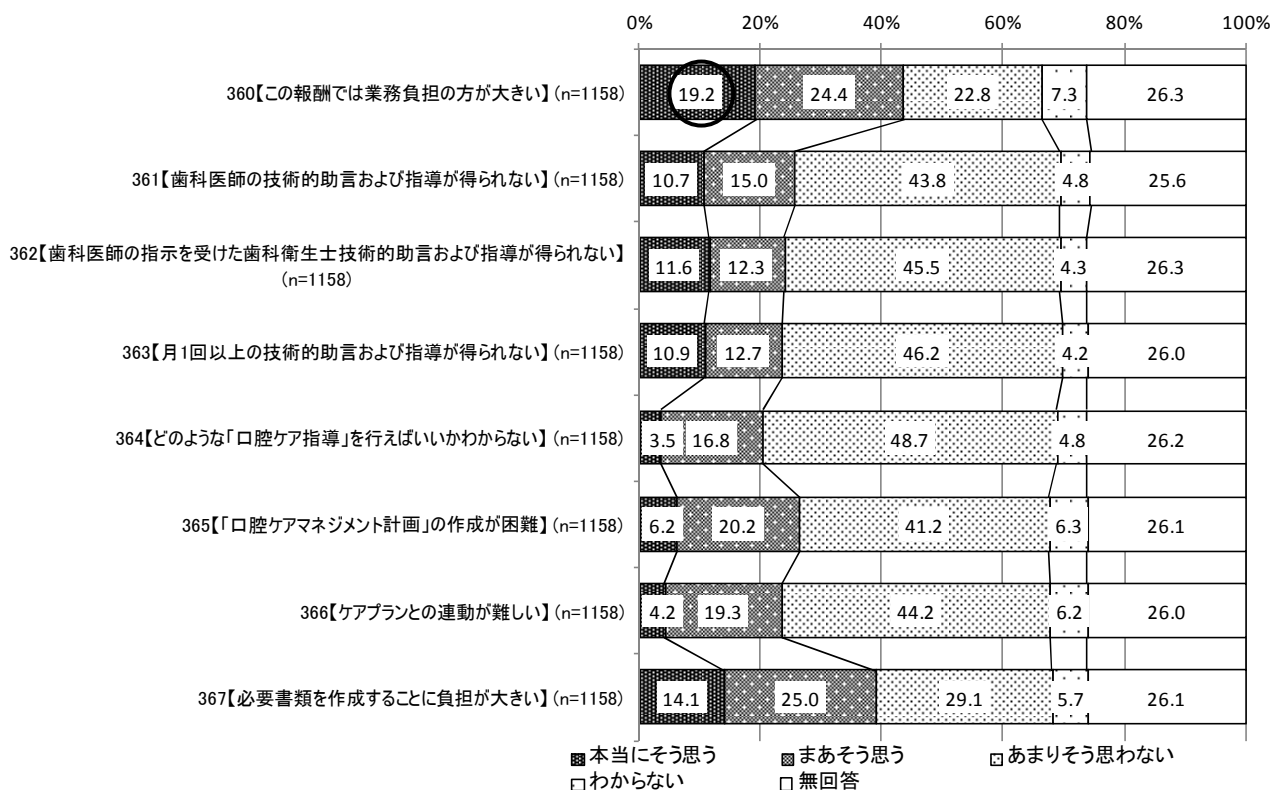 0% 20% 40% 60% 80% 100%
360【この報酬では業務負担の方が大きい】(n=1158) 19.2 24.4 22.8 7.3 26.3
361【歯科医師の技術的助言および指導が得られない】(n=1158) 10.7 15.0 43.8 4.8 25.6
362【歯科医師の指示を受けた歯科衛生士技術的助言および指導が得られない】
(n=1158) 11.6 12.3 45.5 4.3 26.3
363【月1回以上の技術的助言および指導が得られない】(n=1158) 10.9 12.7 46.2 4.2 26.0
364【どのような「口腔ケア指導」を行えばいいかわからない】(n=1158) 3.5 16.8 48.7 4.8 26.2
365【「口腔ケアマネジメント計画」の作成が困難】(n=1158) 6.2 20.2 41.2 6.3 26.1
366【ケアプランとの連動が難しい】(n=1158) 4.2 19.3 44.2 6.2 26.0
367【必要書類を作成することに負担が大きい】(n=1158) 14.1 25.0 29.1 5.7 26.1
本当にそう思う まあそう思う あまりそう思わない
わからない 無回答